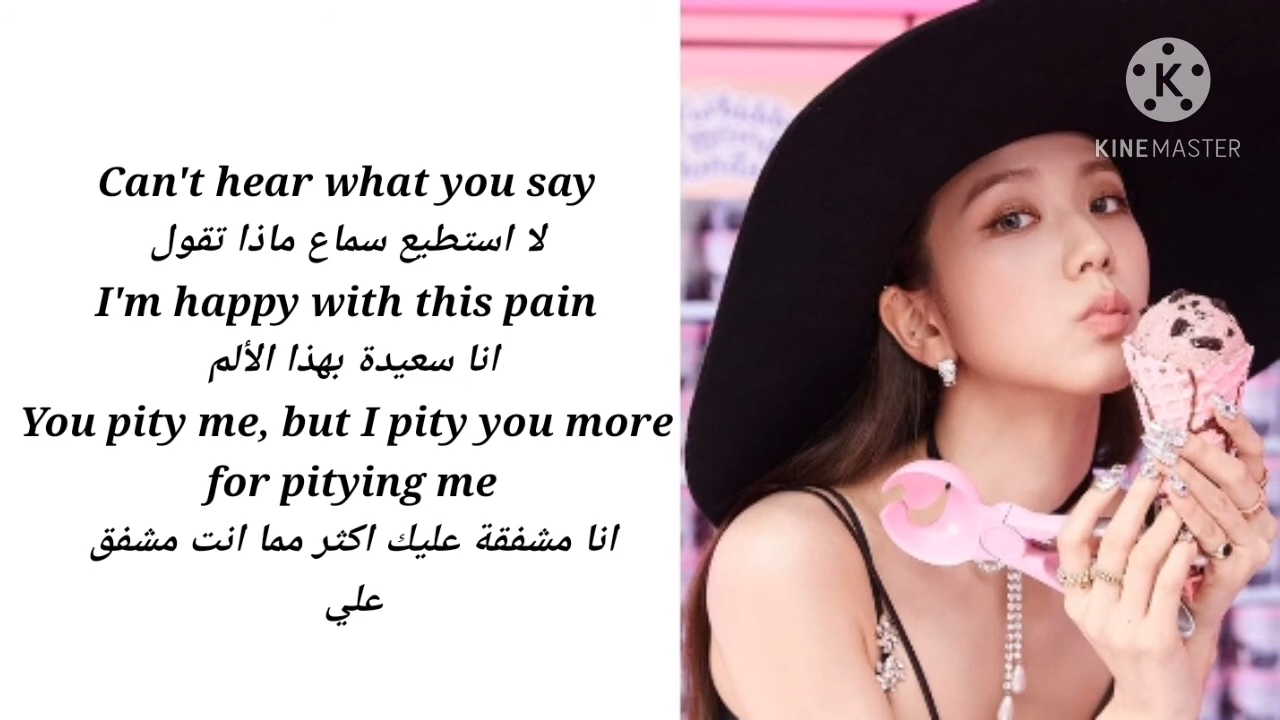 Can't hear what you say
لا استطيع سماع ماذا تقول
I'm happy with this pain
انا سعيدة بهذا الألم
You pity me, but I pity you more
for pitying me
انا مشفقة عليك اكثر مما انت مشفق
علي
K
KINEMASTER